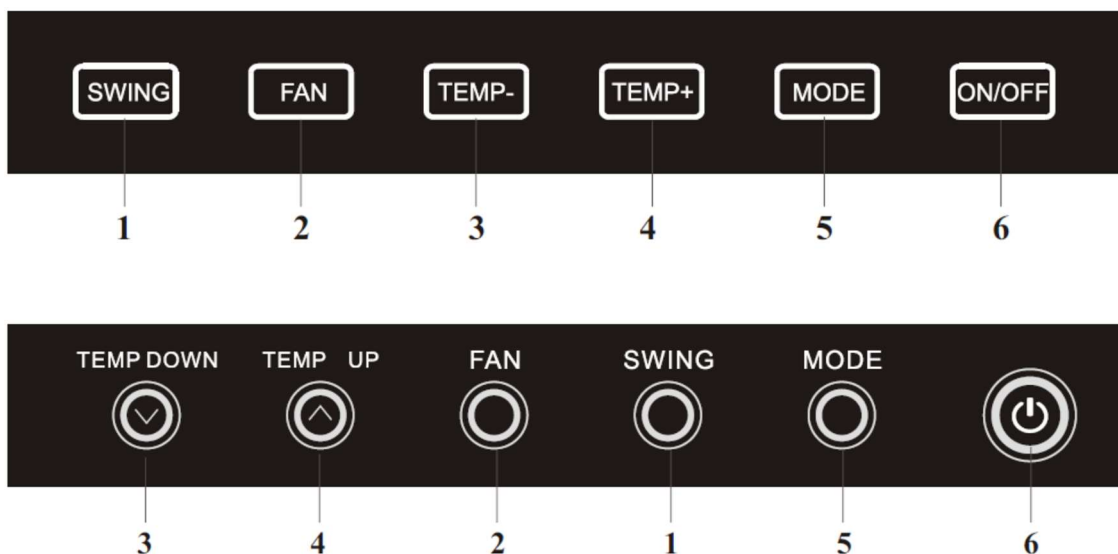 SWING FAN TEMP- TEMP+ MODE ON/OFF
1 2 3 4 5 6
TEMP DOWN TEMP UP FAN SWING MODE
3 4 2 1 5 6